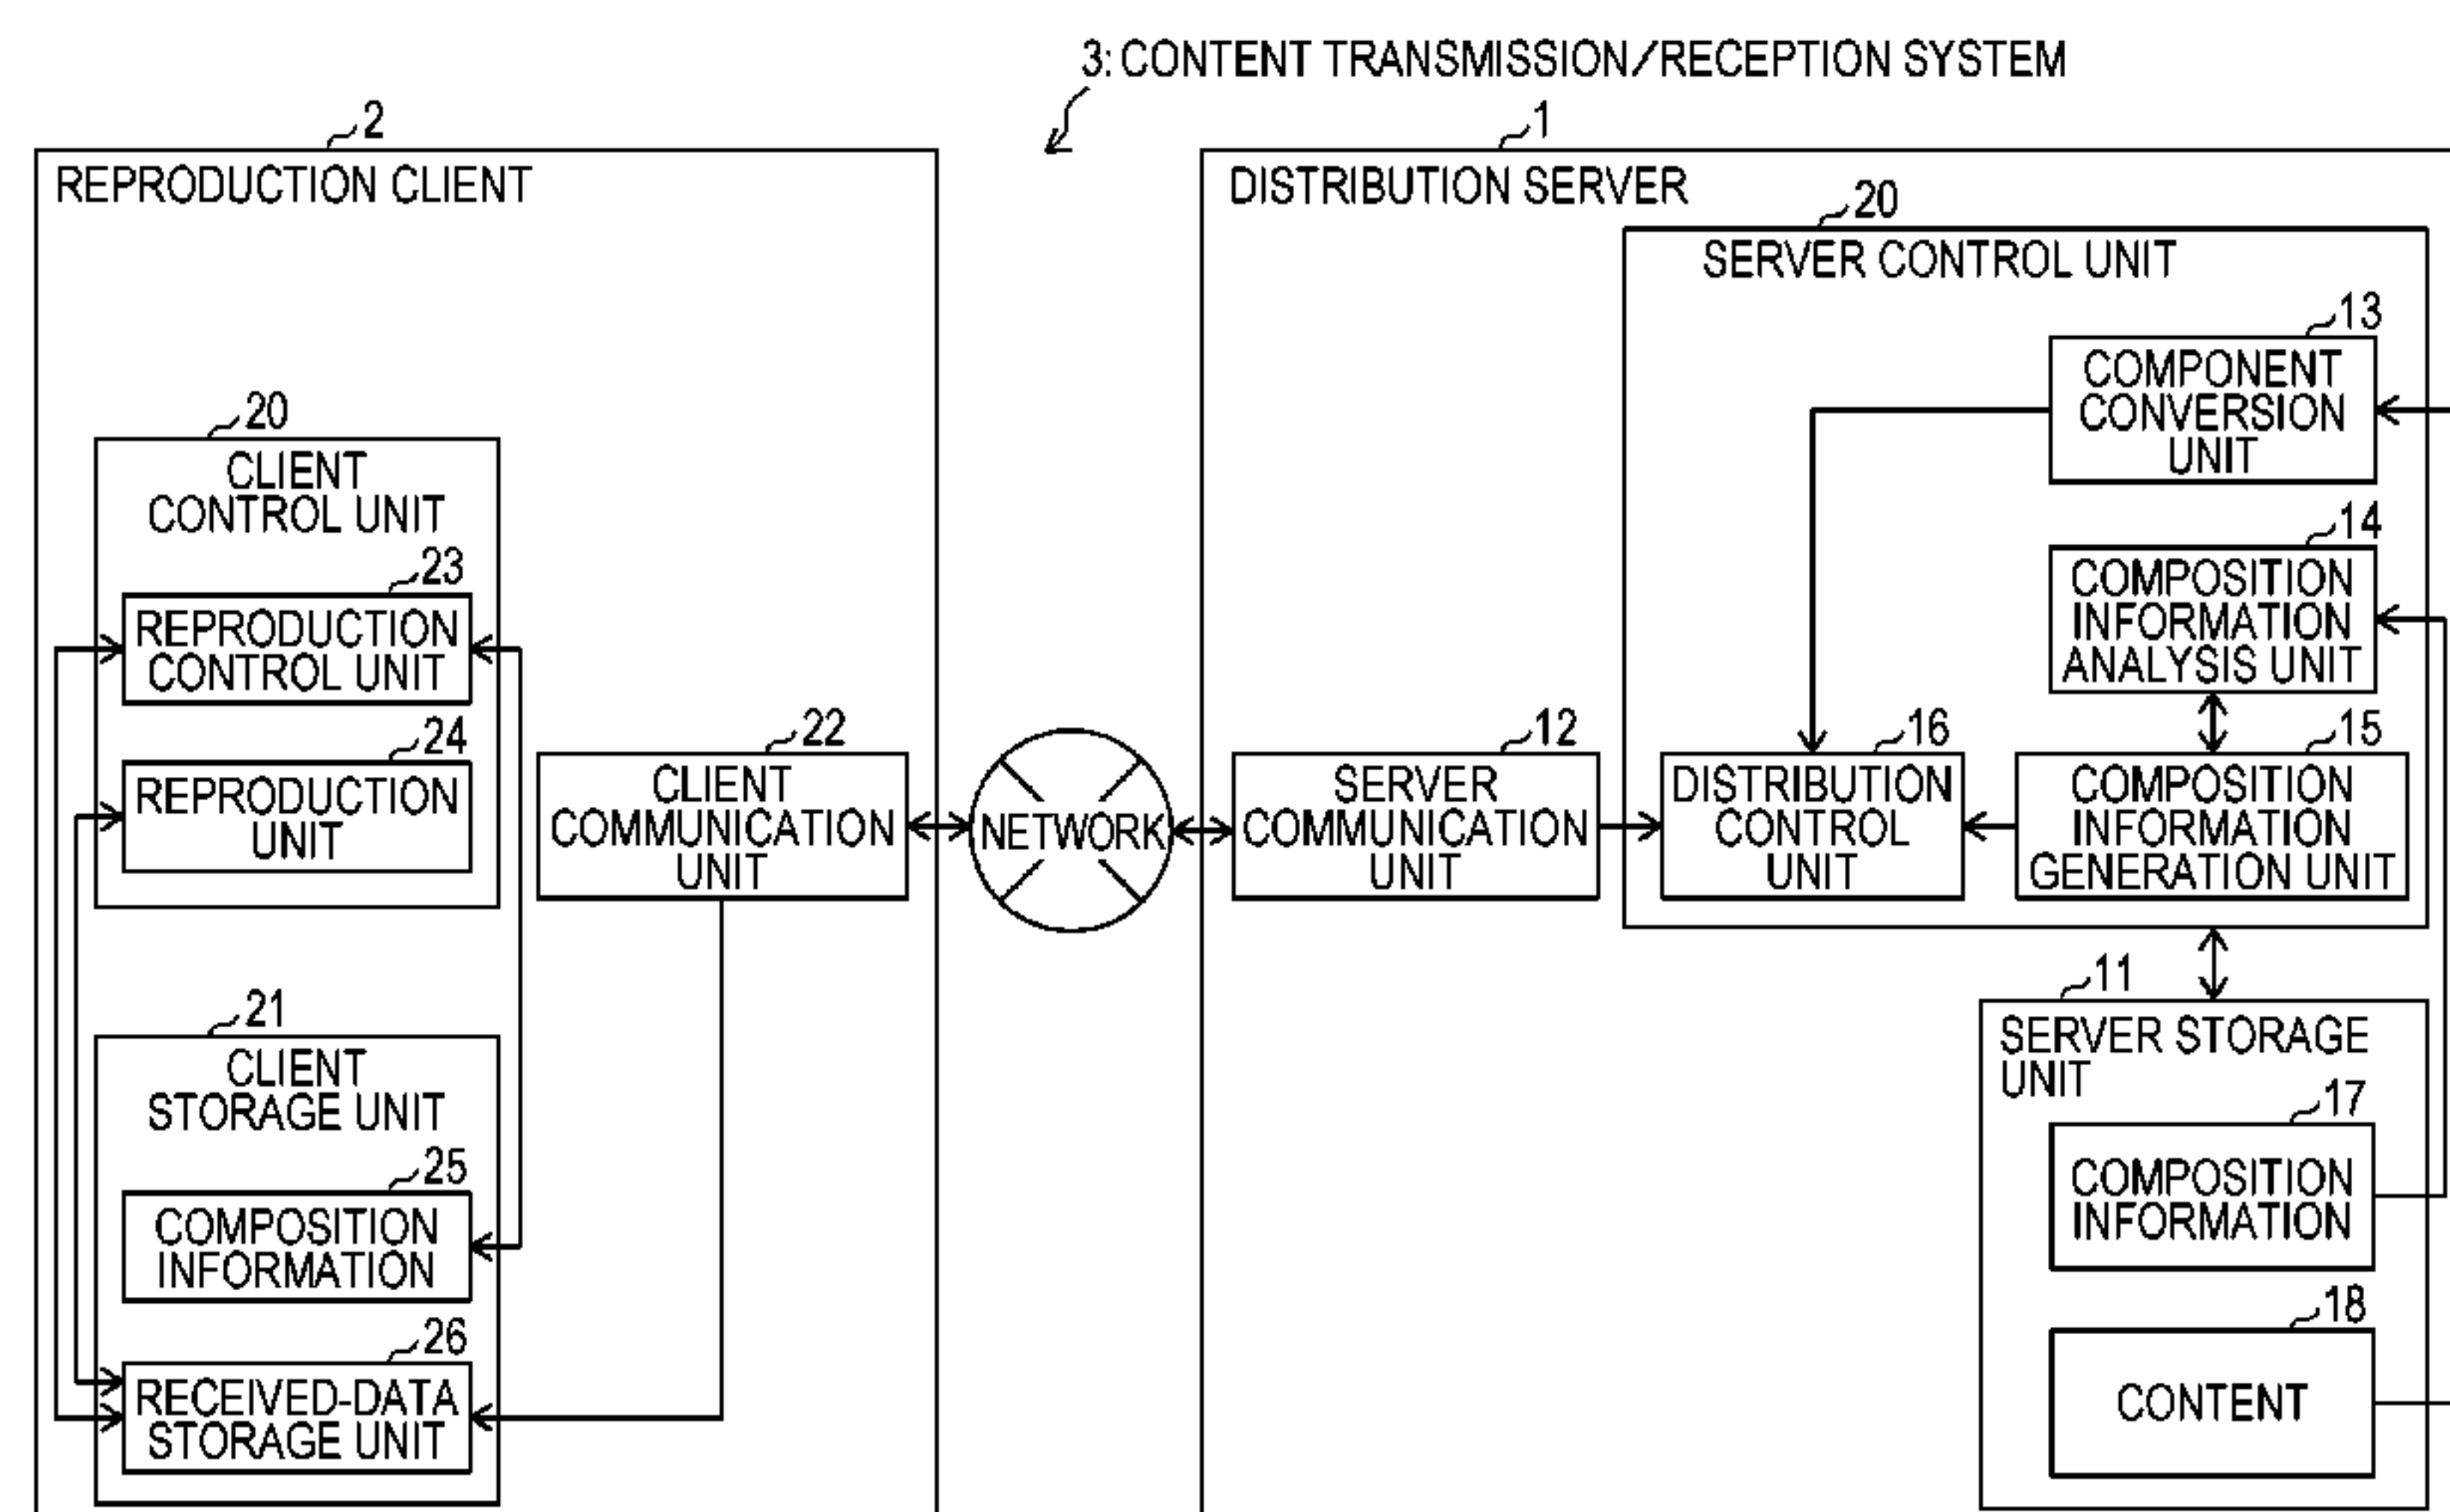 3: CONTENT TRANSMISSION/RECEPTION SYSTEM
2
REPRODUCTION CLIENT
20
CLIENT
CONTROL UNIT
23
REPRODUCTION
CONTROL UNIT
24
REPRODUCTION
UNIT
21
CLIENT
STORAGE UNIT
25
COMPOSITION
INFORMATION
26
RECEIVED-DATA
STORAGE UNIT
22
CLIENT
COMMUNICATION
UNIT
NETWORK
1
DISTRIBUTION SERVER
20
SERVER CONTROL UNIT
13
COMPONENT
CONVERSION
UNIT
14
COMPOSITION
INFORMATION
ANALYSIS UNIT
12
SERVER
COMMUNICATION
UNIT
16
DISTRIBUTION
CONTROL
UNIT
15
COMPOSITION
INFORMATION
GENERATION UNIT
11
SERVER STORAGE
UNIT
17
COMPOSITION
INFORMATION
18
CONTENT